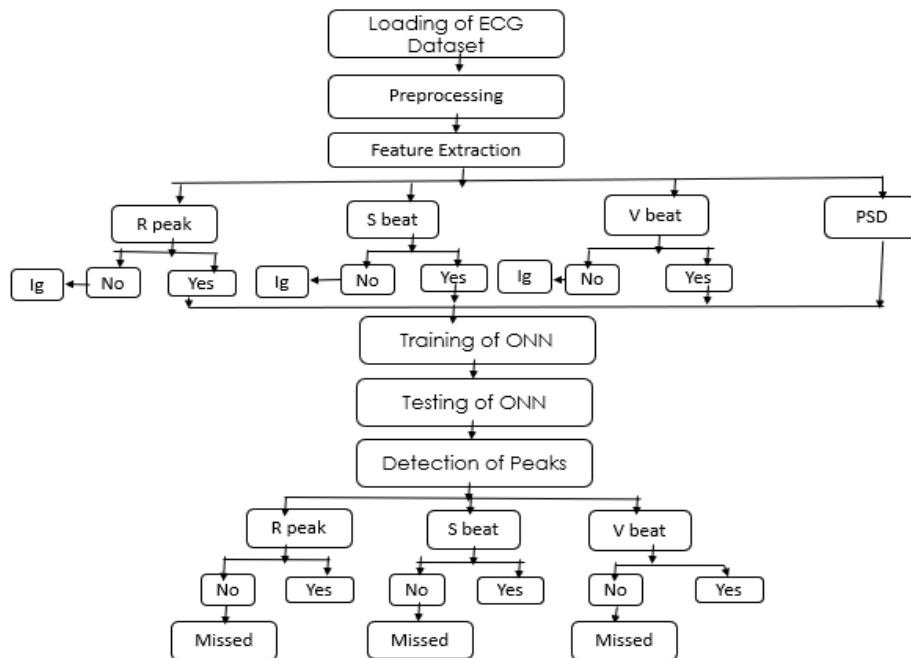 Loading of ECG
Dataset
Preprocessing
Feature Extraction
R peak
S beat
V beat
PSD
Ig
No
Yes
Ig
No
Yes
Ig
No
Yes
Training of ONN
Testing of ONN
Detection of Peaks
R peak
S beat
V beat
No
Yes
No
Yes
No
Yes
Missed
Missed
Missed